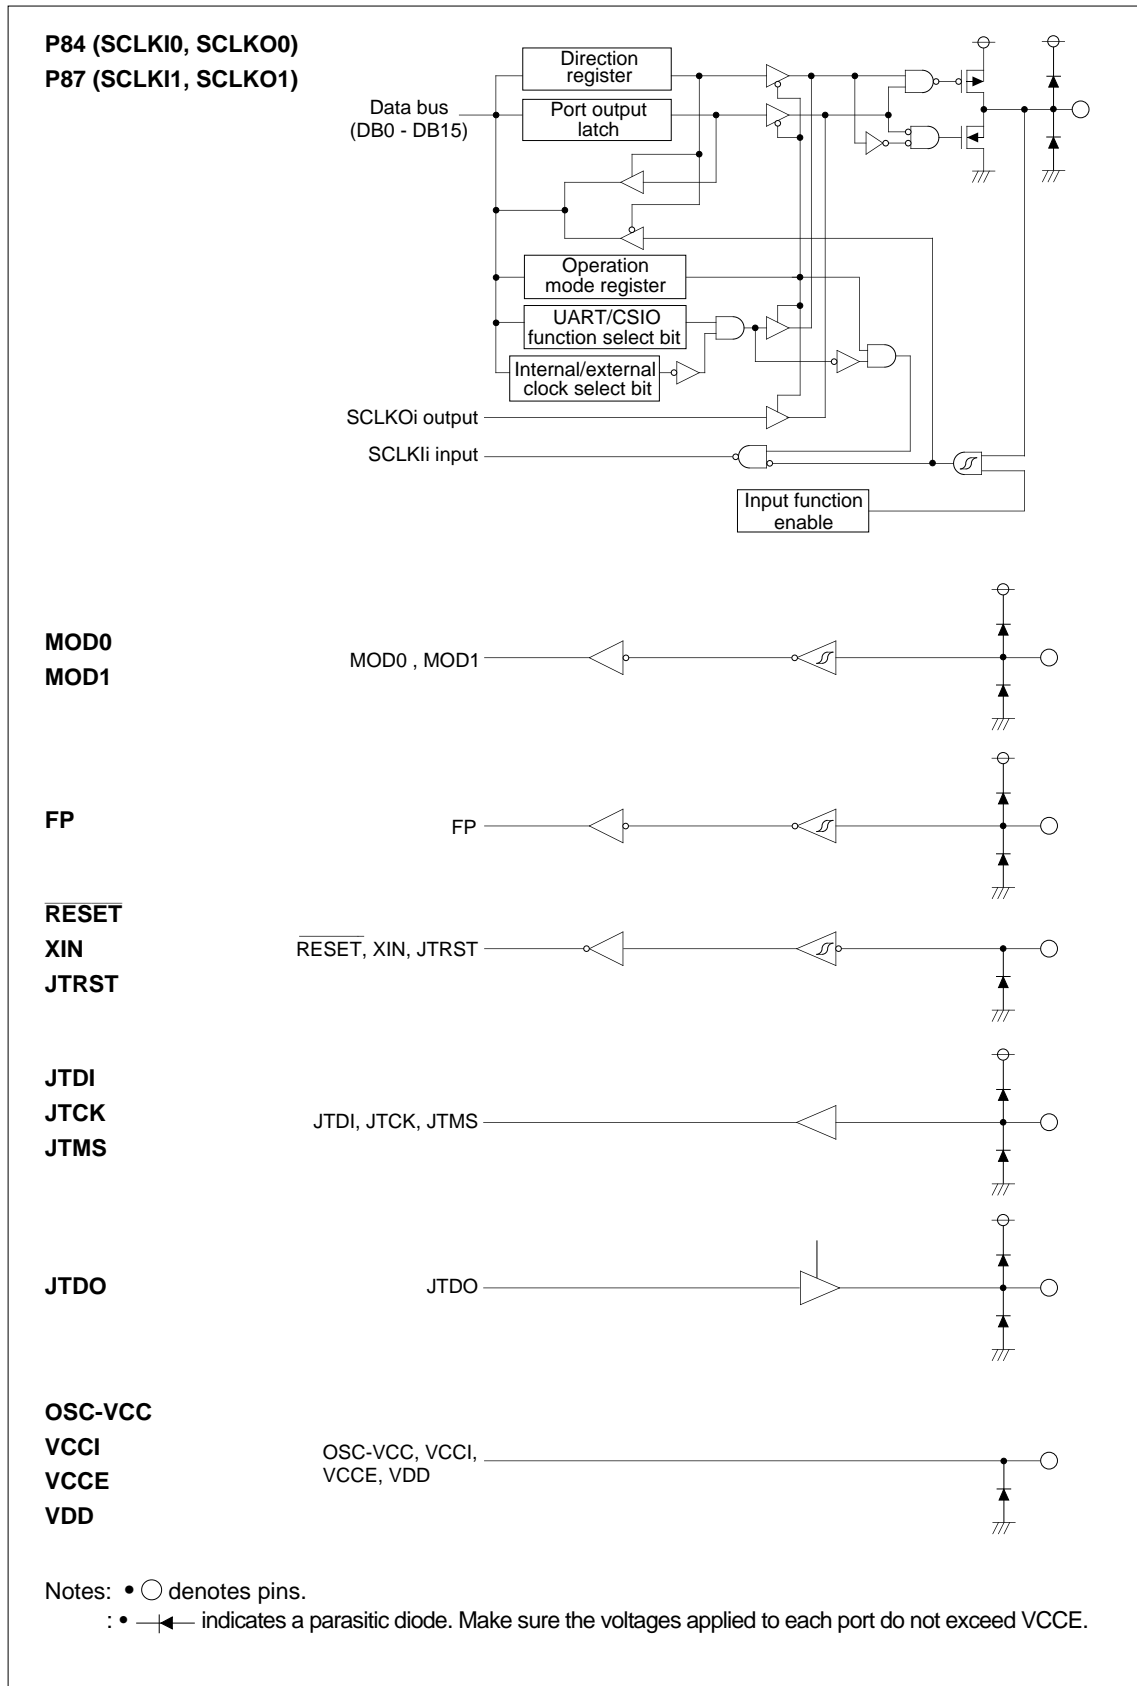 P84 (SCLKI0, SCLKO0)
P87 (SCLKI1, SCLKO1)
Data bus
(DB0 - DB15)
Direction
register
Port output
latch
Operation
mode register
UART/CSIO
function select bit
Internal/external
clock select bit
SCLKOi output
SCLKIi input
Input function
enable
MOD0
MOD1
MOD0 , MOD1
FP
FP
RESET
XIN
JTRST
RESET, XIN, JTRST
JTDI
JTCK
JTMS
JTDI, JTCK, JTMS
JTDO
JTDO
OSC-VCC
VCCI
VCCE
VDD
OSC-VCC, VCCI,
VCCE, VDD
Notes: • ○ denotes pins.
: • indicates a parasitic diode. Make sure the voltages applied to each port do not exceed VCCE.